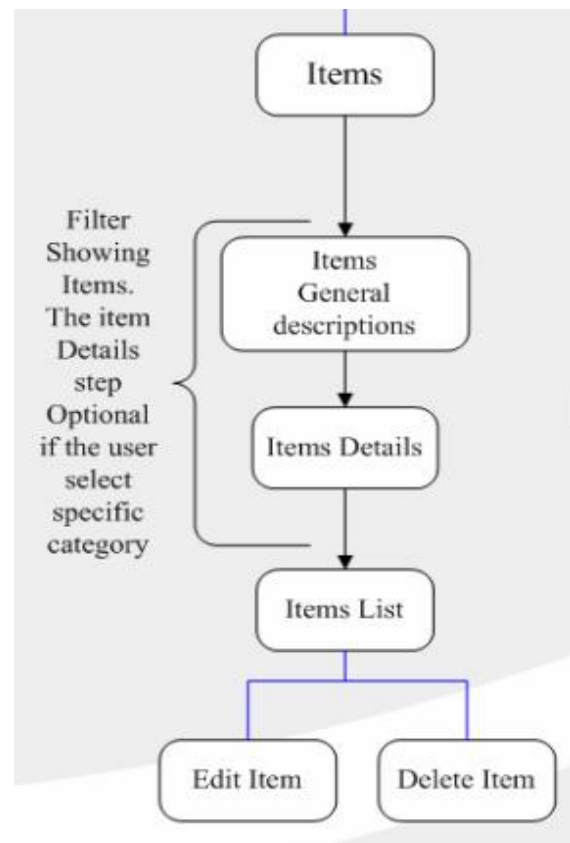 Items
Filter
Showing
Items.
The item
Details
step
Optional
if the user
select
specific
category
Items
General
descriptions
Items Details
Items List
Edit Item
Delete Item